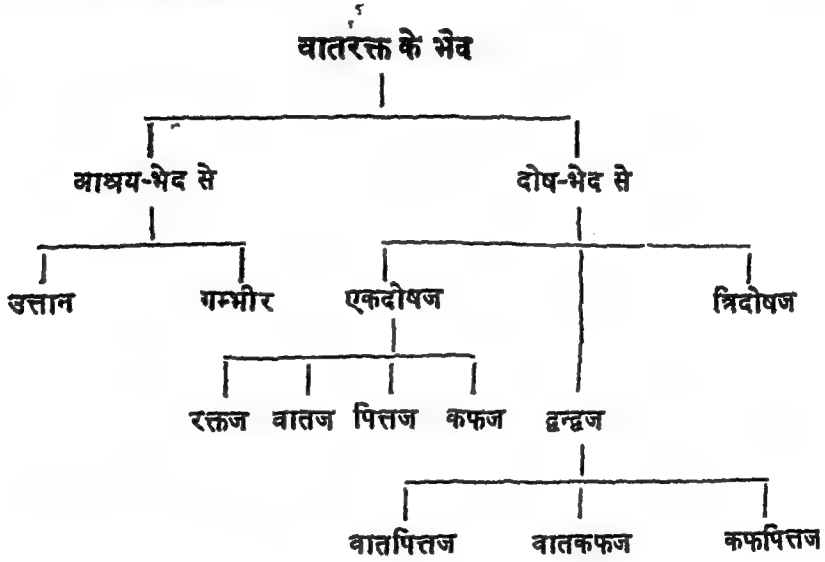 वातरक्त के भेद
आश्रय-भेद से दोष-भेद से
उत्तान गम्भीर एकदोषज त्रिदोषज
रक्तज वातज पित्तज कफज द्वन्द्वज
वातपित्तज वातकफज कफपित्तज